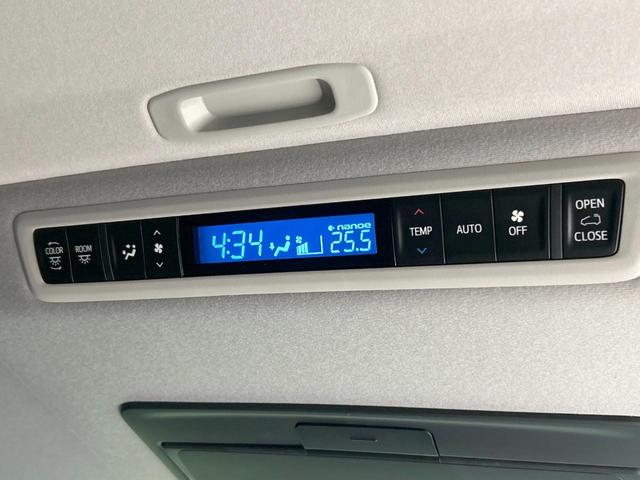 COLOR
ROOM
4:34
nanoe
25.5
TEMP
AUTO
OFF
OPEN
CLOSE